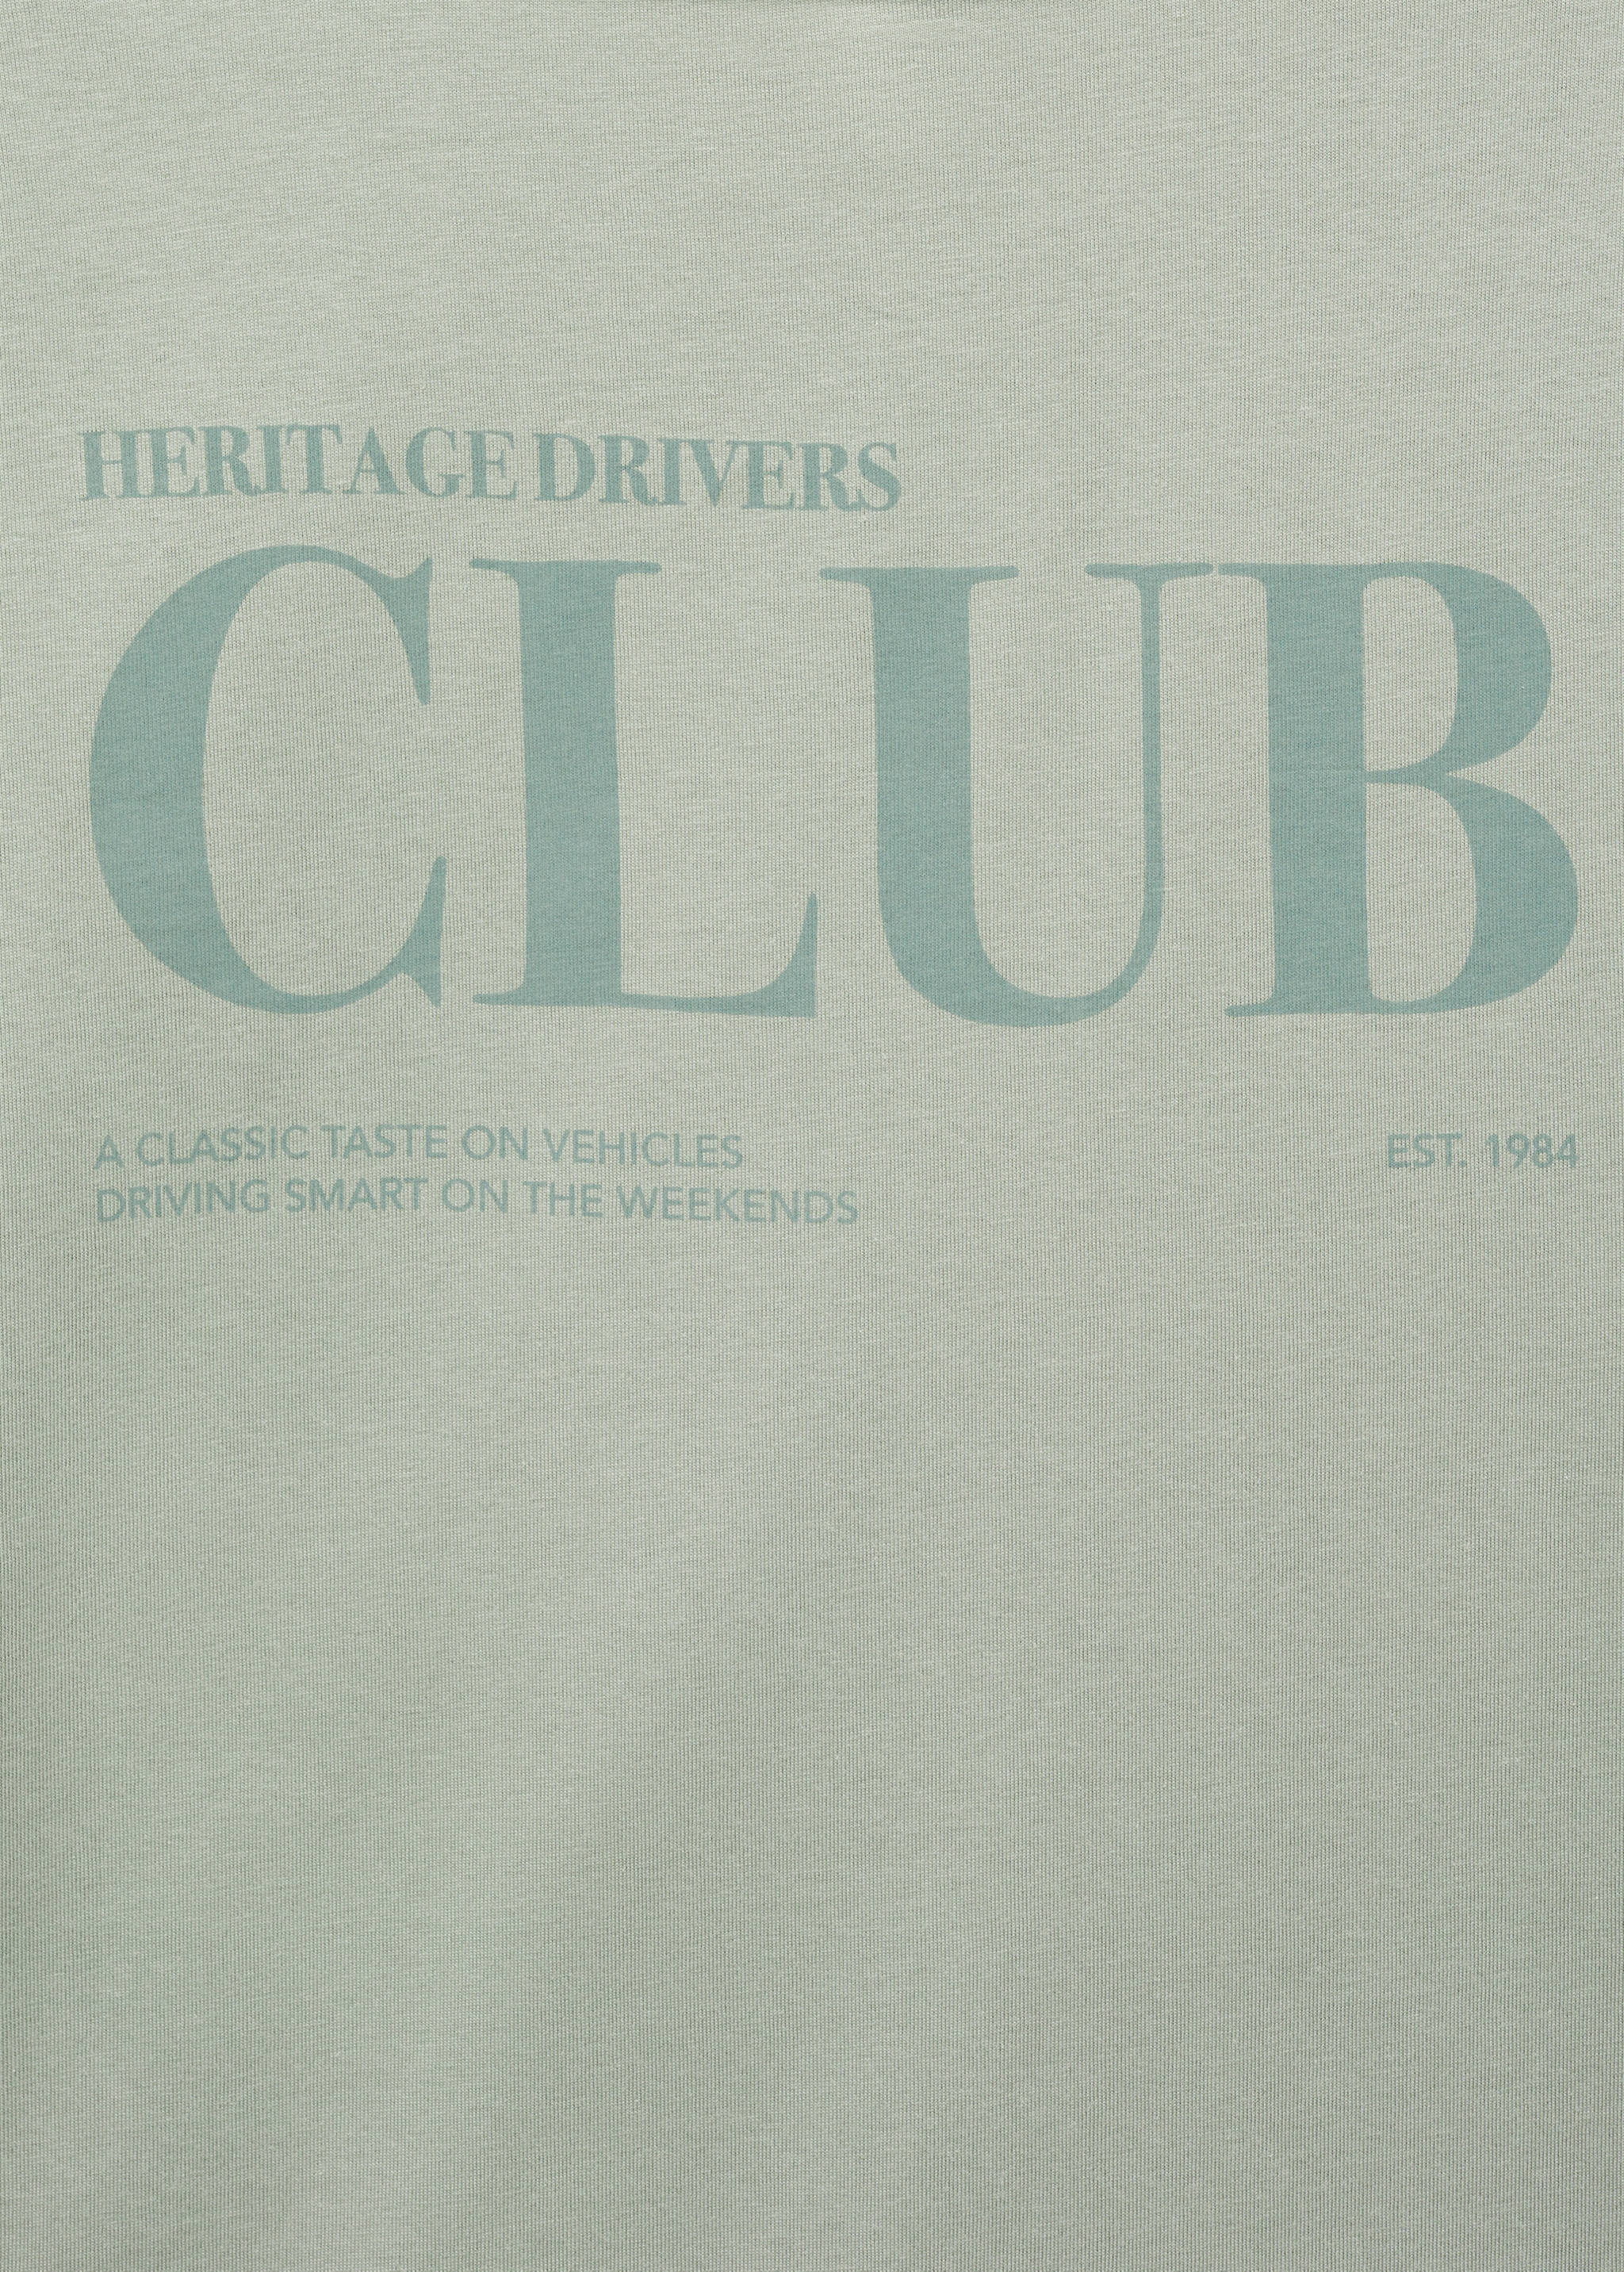 HERITAGE DRIVERS
CLUB
A CLASSIC TASTE ON VEHICLES
DRIVING SMART ON THE WEEKENDS
EST. 1984